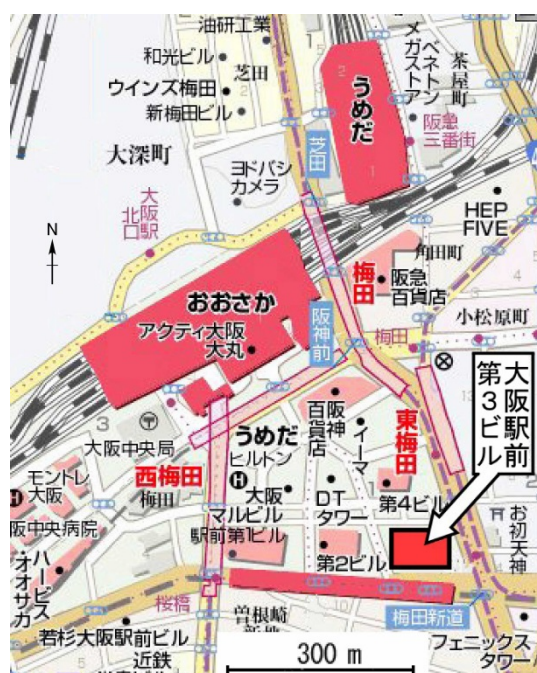 油研工業
和光ビル
芝田
ウインズ梅田
新梅田ビル
大深町
ヨドバシ
カメラ
大阪駅
北口
N
うめだ
芝田
メガストア
ベネトン
茶屋町
阪急
三番街
HEP
FIVE
角田町
梅田
阪急
百貨店
小松原町
おおさか
アクティ大阪
大丸
阪神前
梅田
大阪駅前
第3ビル
3
大阪中央局
うめだ
ヒルトン
阪神
百貨店
イーマ
東梅田
西梅田
梅田
モントレ
大阪
阪中央病院
ハービス
オオサカ
大阪
マルビル
駅前第1ビル
DT
タワー
第4ビル
第2ビル
お初天神
桜橋
梅田新道
曽根崎
若杉大阪駅前ビル
近鉄
フェニックス
タワー
300 m